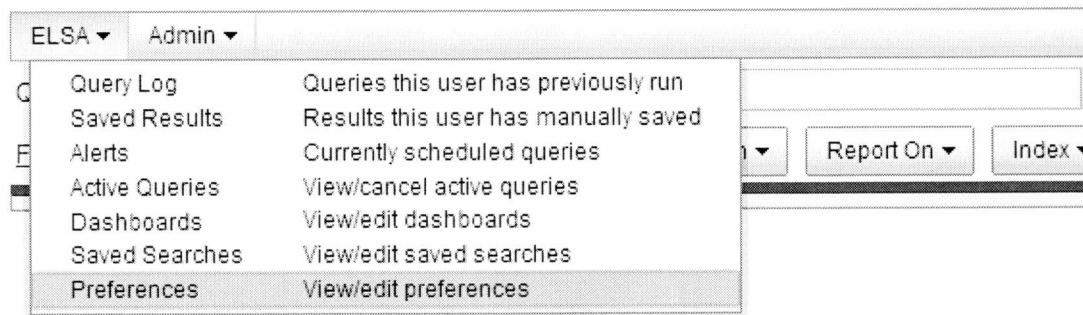 ELSA ▾ Admin ▾
Q
Query Log Queries this user has previously run
Saved Results Results this user has manually saved
F
Alerts Currently scheduled queries
Report On ▾ Index
Active Queries View/cancel active queries
Dashboards View/edit dashboards
Saved Searches View/edit saved searches
Preferences View/edit preferences